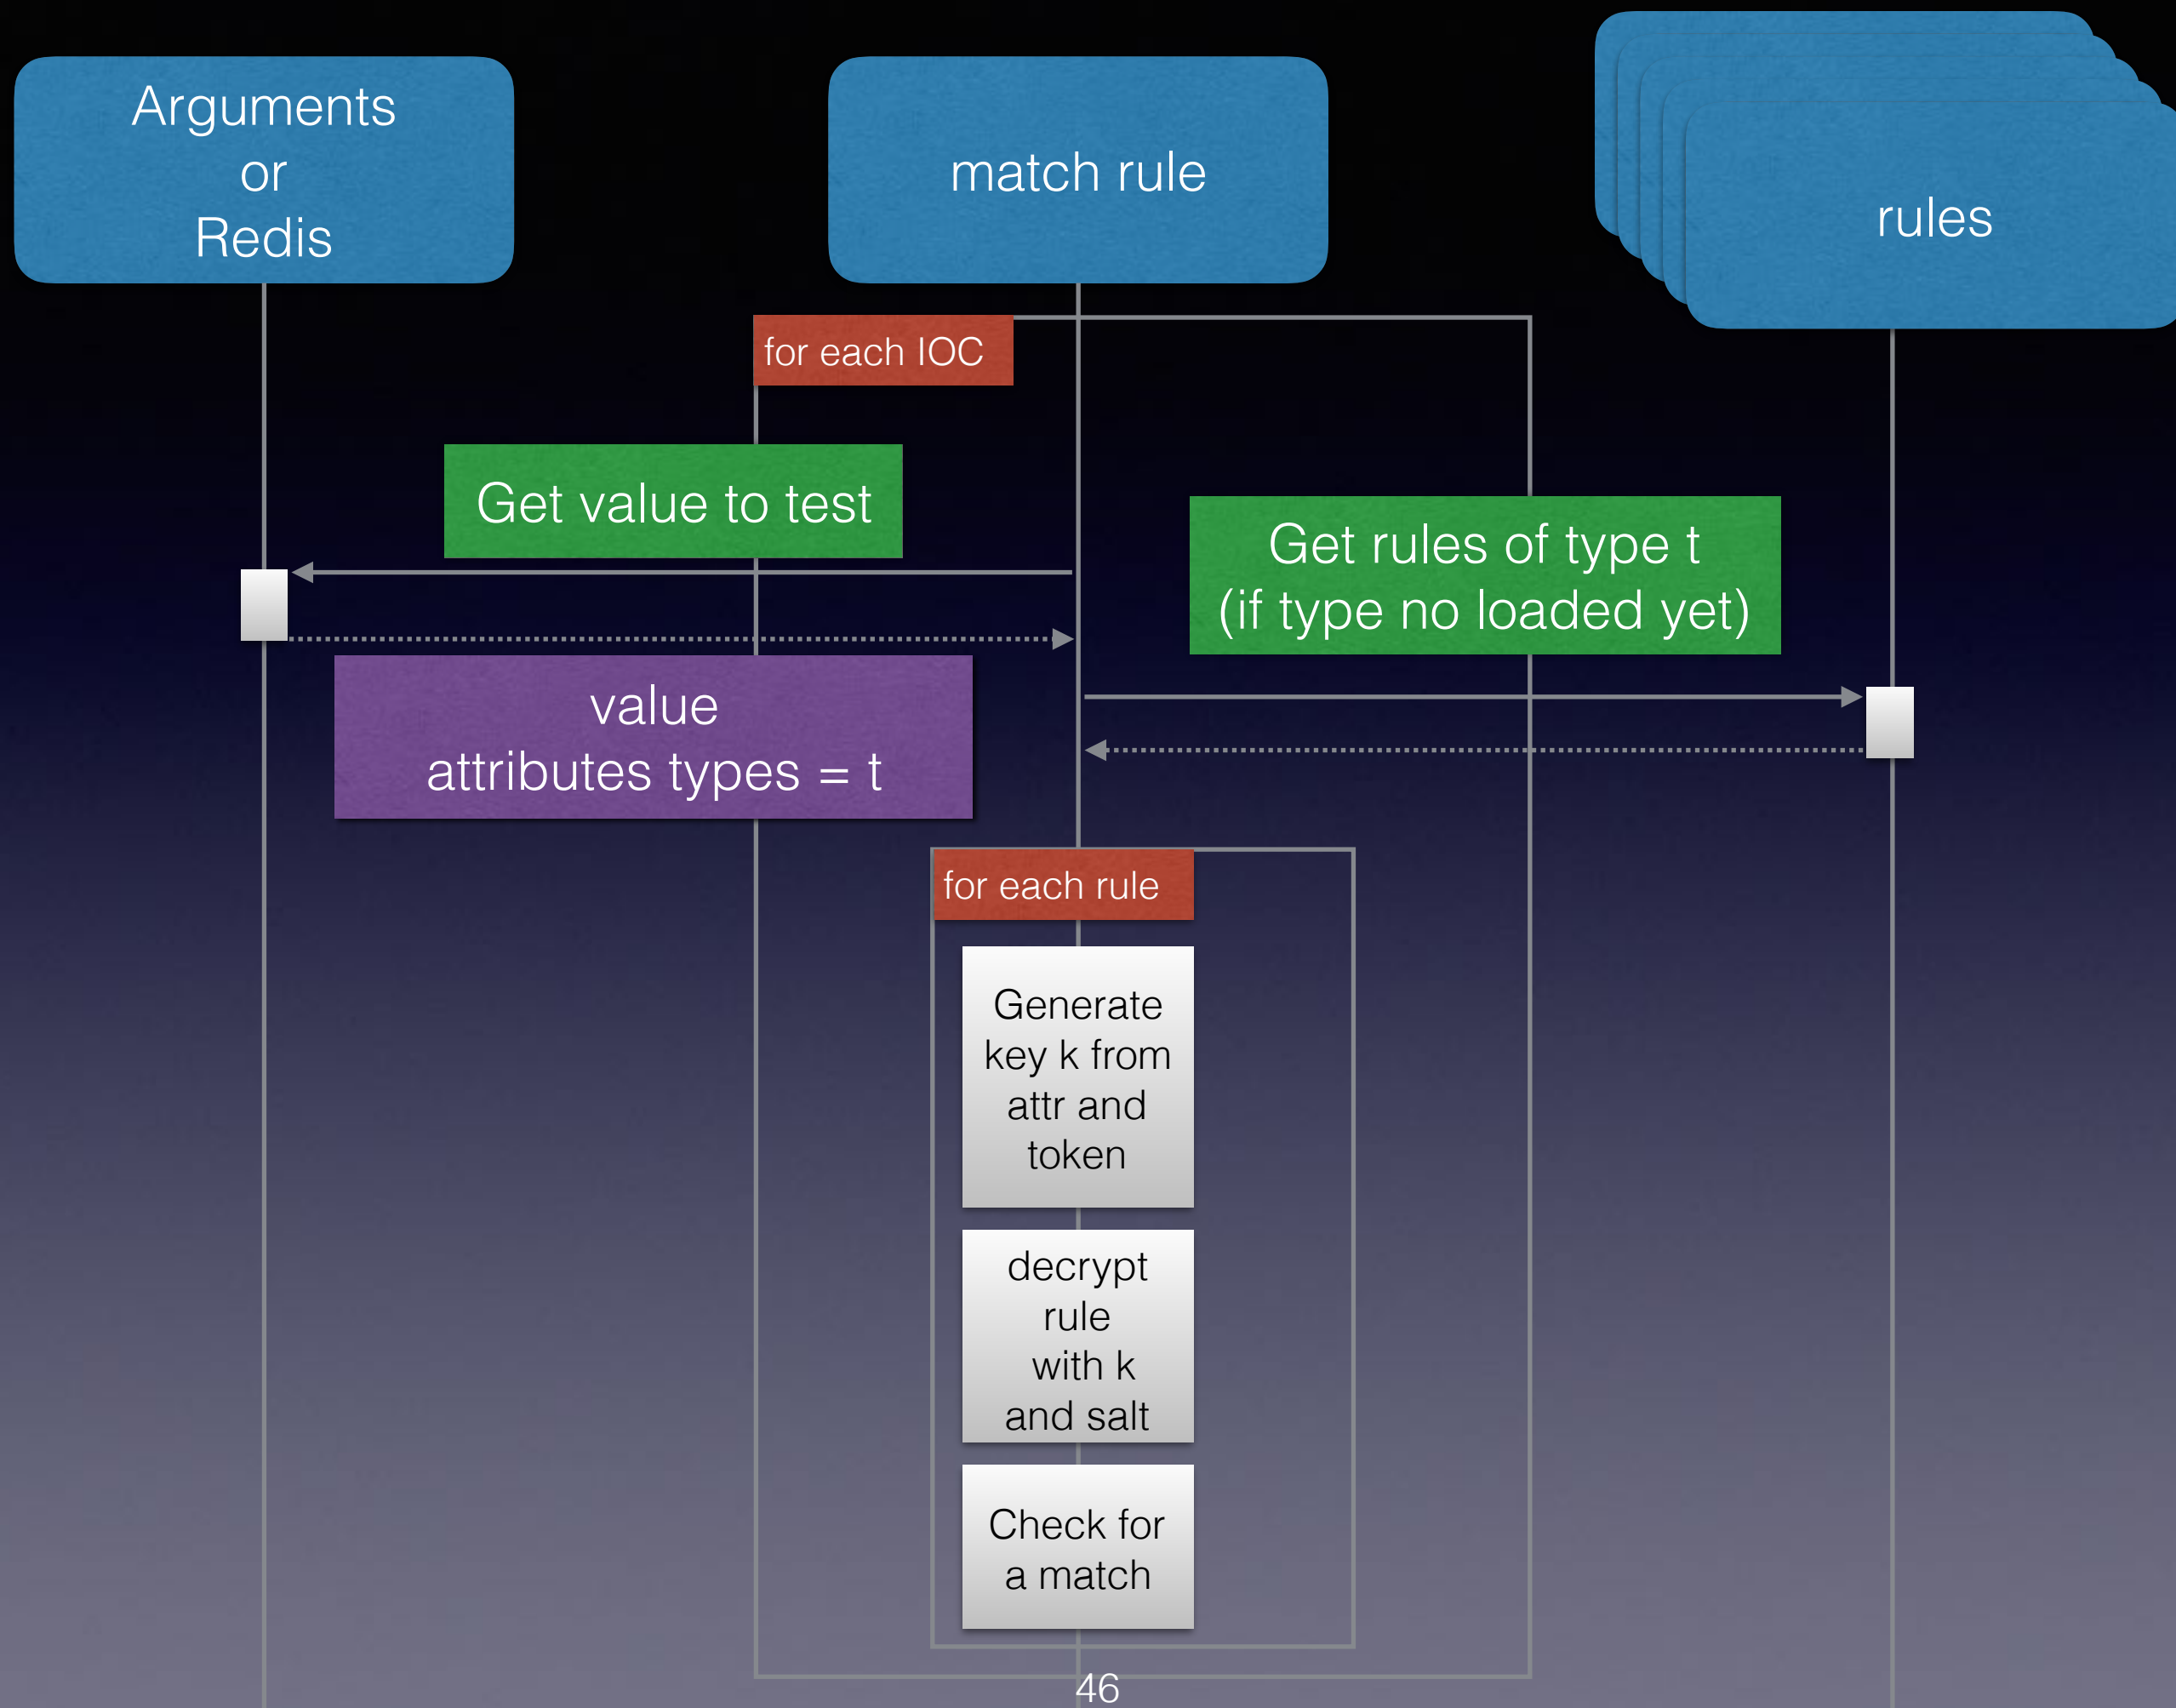 Arguments
or
Redis
match rule
rules
for each IOC
Get value to test
Get rules of type t
(if type no loaded yet)
value
attributes types = t
for each rule
Generate
key k from
attr and
token
decrypt
rule
with k
and salt
Check for
a match
46